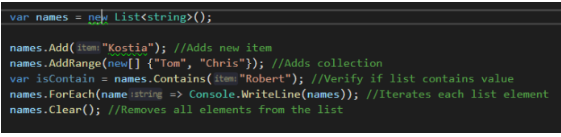 var names = new List<string>();
names.Add(item: "Kostia"); //Adds new item
names.AddRange(new[] {"Tom", "Chris"}); //Adds collection
var isContain = names.Contains(item: "Robert"); //Verify if list contains value
names.ForEach(name :string => Console.WriteLine(names)); //Iterates each list element
names.Clear(); //Removes all elements from the list